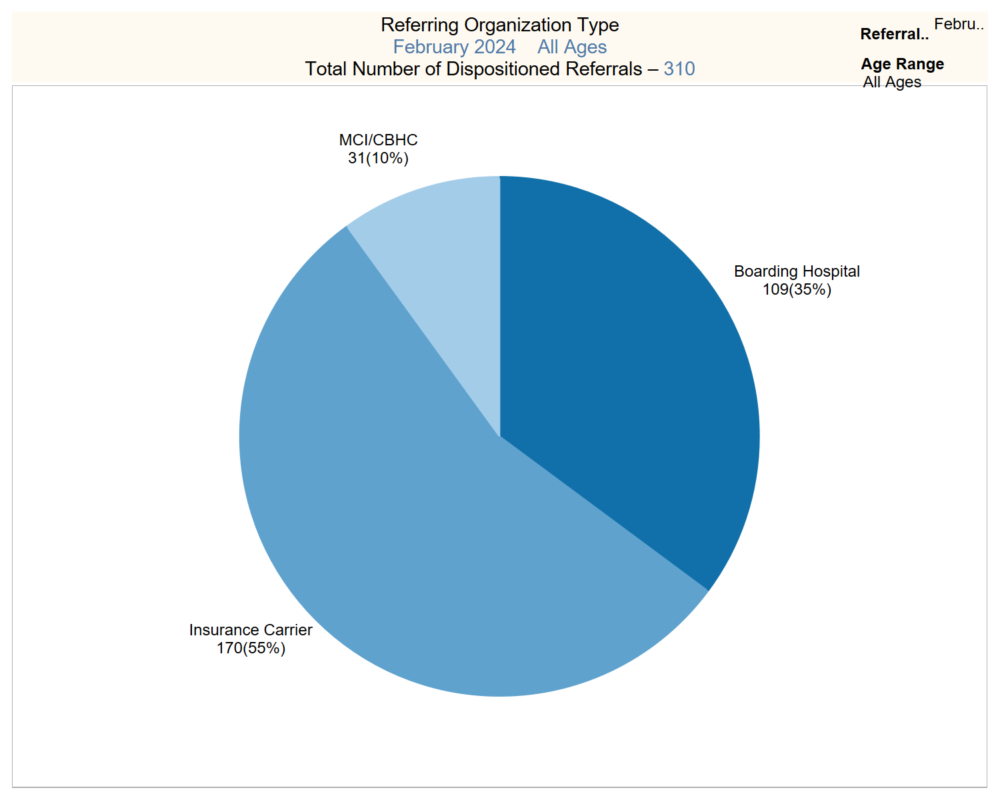 Referring Organization Type
February 2024 All Ages
Total Number of Dispositioned Referrals – 310
Referral..
Febru..
Age Range
All Ages
MCI/CBHC
31(10%)
Boarding Hospital
109(35%)
Insurance Carrier
170(55%)